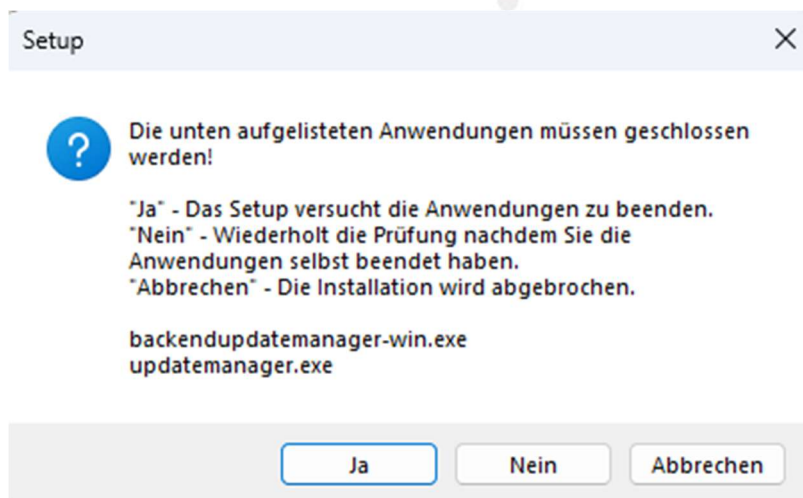 Setup
Die unten aufgelisteten Anwendungen müssen geschlossen
werden!
"Ja" - Das Setup versucht die Anwendungen zu beenden.
"Nein" - Wiederholt die Prüfung nachdem Sie die
Anwendungen selbst beendet haben.
"Abbrechen" - Die Installation wird abgebrochen.
backendupdatemanager-win.exe
updatemanager.exe
Ja Nein Abbrechen